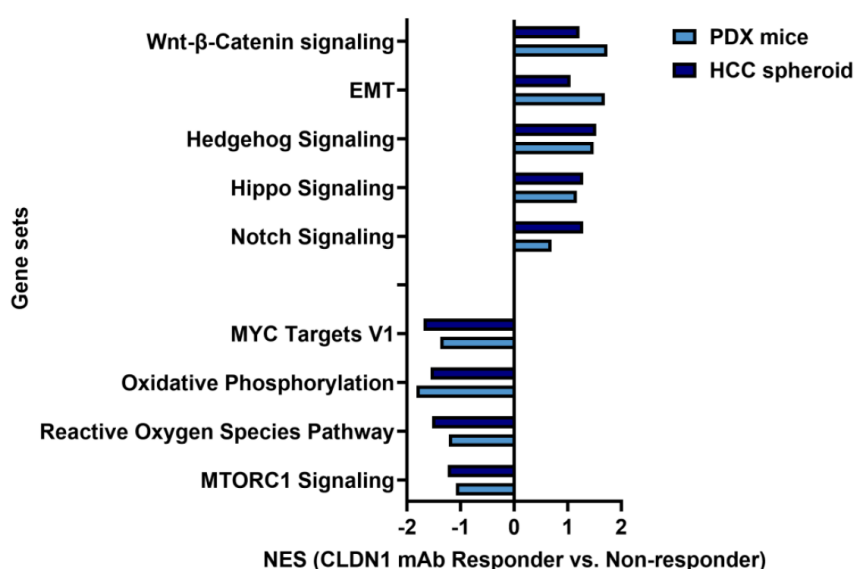 Wnt-β-Catenin signaling
EMT
Hedgehog Signaling
Hippo Signaling
Notch Signaling
MYC Targets V1
Oxidative Phosphorylation
Reactive Oxygen Species Pathway
MTORC1 Signaling
Gene sets
-2 -1 0 1 2
NES (CLDN1 mAb Responder vs. Non-responder)
PDX mice
HCC spheroid